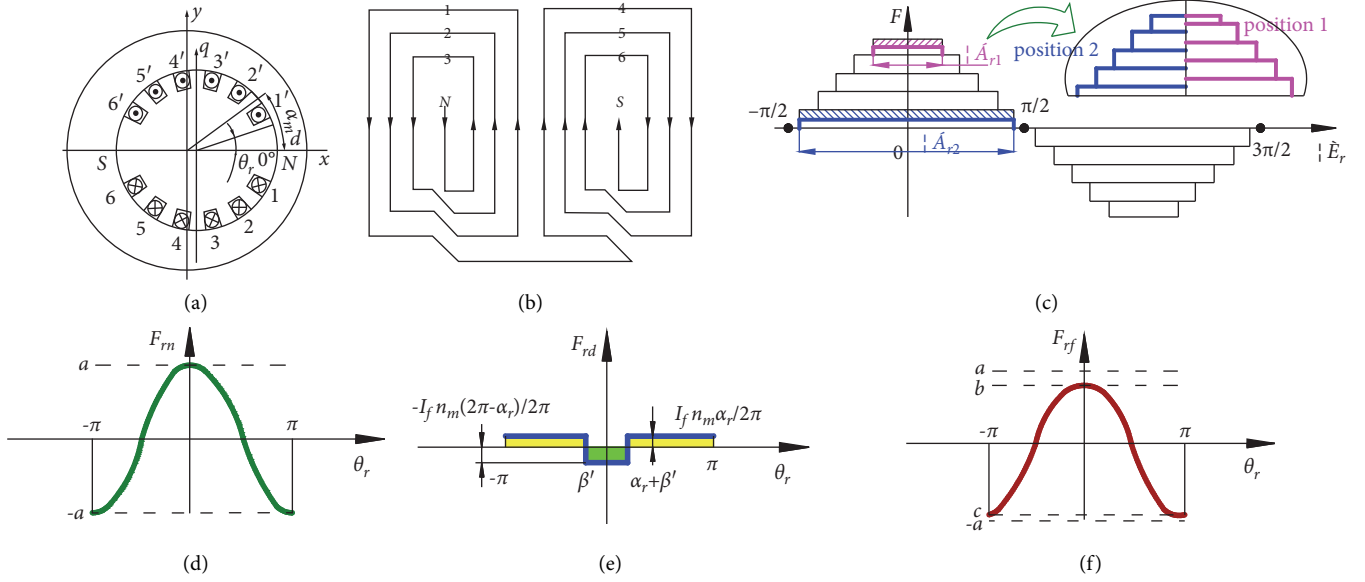 y
q
4′ 3′
5′ 2′
6′ 1′
α_m
d
S θ_r 0° N x
6 1
5 4 3 2
(a)
1 4
2 5
3 6
N S
(b)
F
¦Á_r1
position 2
position 1
-π/2 π/2
0 ¦Á_r2 3π/2
¦È_r
(c)
F_rn
a
-π π
θ_r
-a
(d)
F_rd
-I_f n_m(2π-α_r)/2π I_f n_m α_r/2π
-π β′ α_r+β′ π
θ_r
(e)
F_rf
a
b
-π π
θ_r
c
-a
(f)